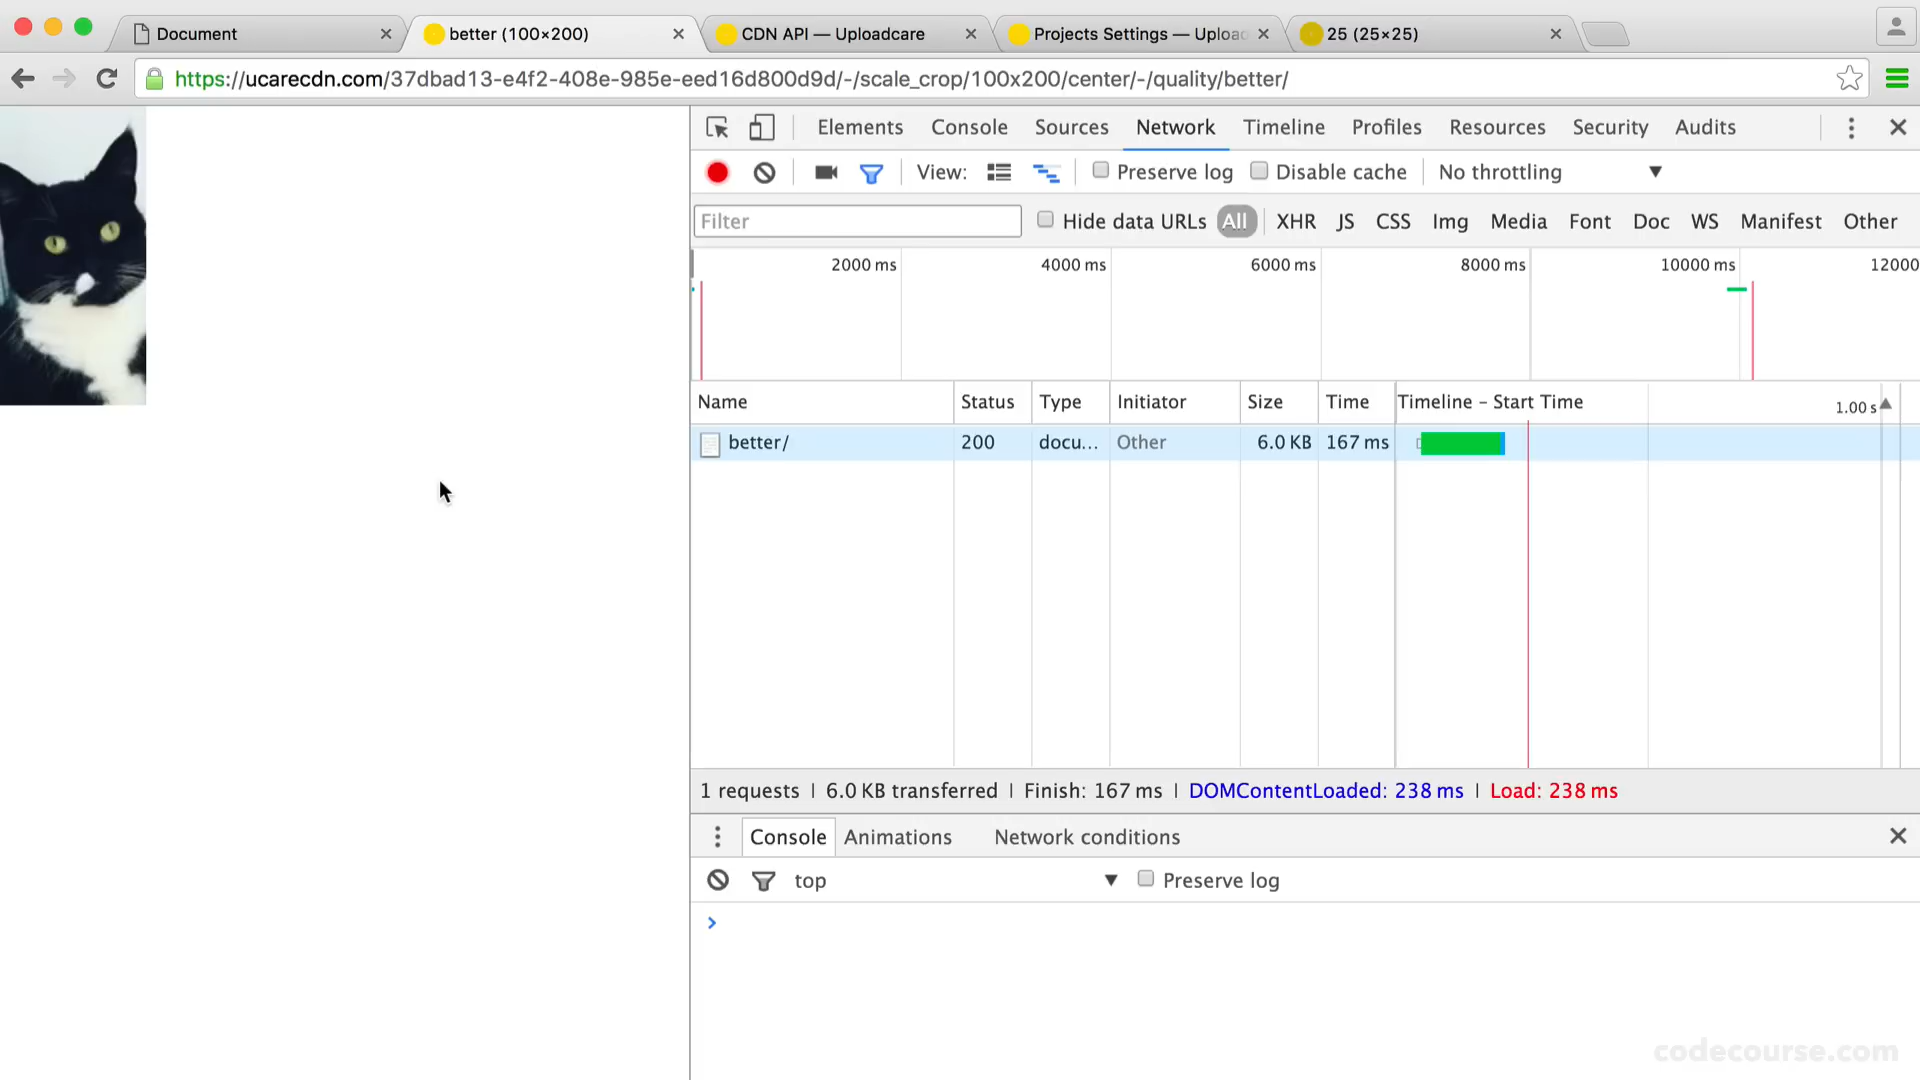 Document
better (100×200)
CDN API — Uploadcare
Projects Settings — Uploa
25 (25×25)
https://ucarecdn.com/37dbad13-e4f2-408e-985e-eed16d800d9d/-/scale_crop/100x200/center/-/quality/better/
Elements Console Sources Network Timeline Profiles Resources Security Audits
View: Preserve log Disable cache No throttling
Filter Hide data URLs All XHR JS CSS Img Media Font Doc WS Manifest Other
2000 ms 4000 ms 6000 ms 8000 ms 10000 ms 12000
Name Status Type Initiator Size Time Timeline – Start Time 1.00 s
better/ 200 docu... Other 6.0 KB 167 ms
1 requests | 6.0 KB transferred | Finish: 167 ms | DOMContentLoaded: 238 ms | Load: 238 ms
Console Animations Network conditions
top Preserve log
codecourse.com